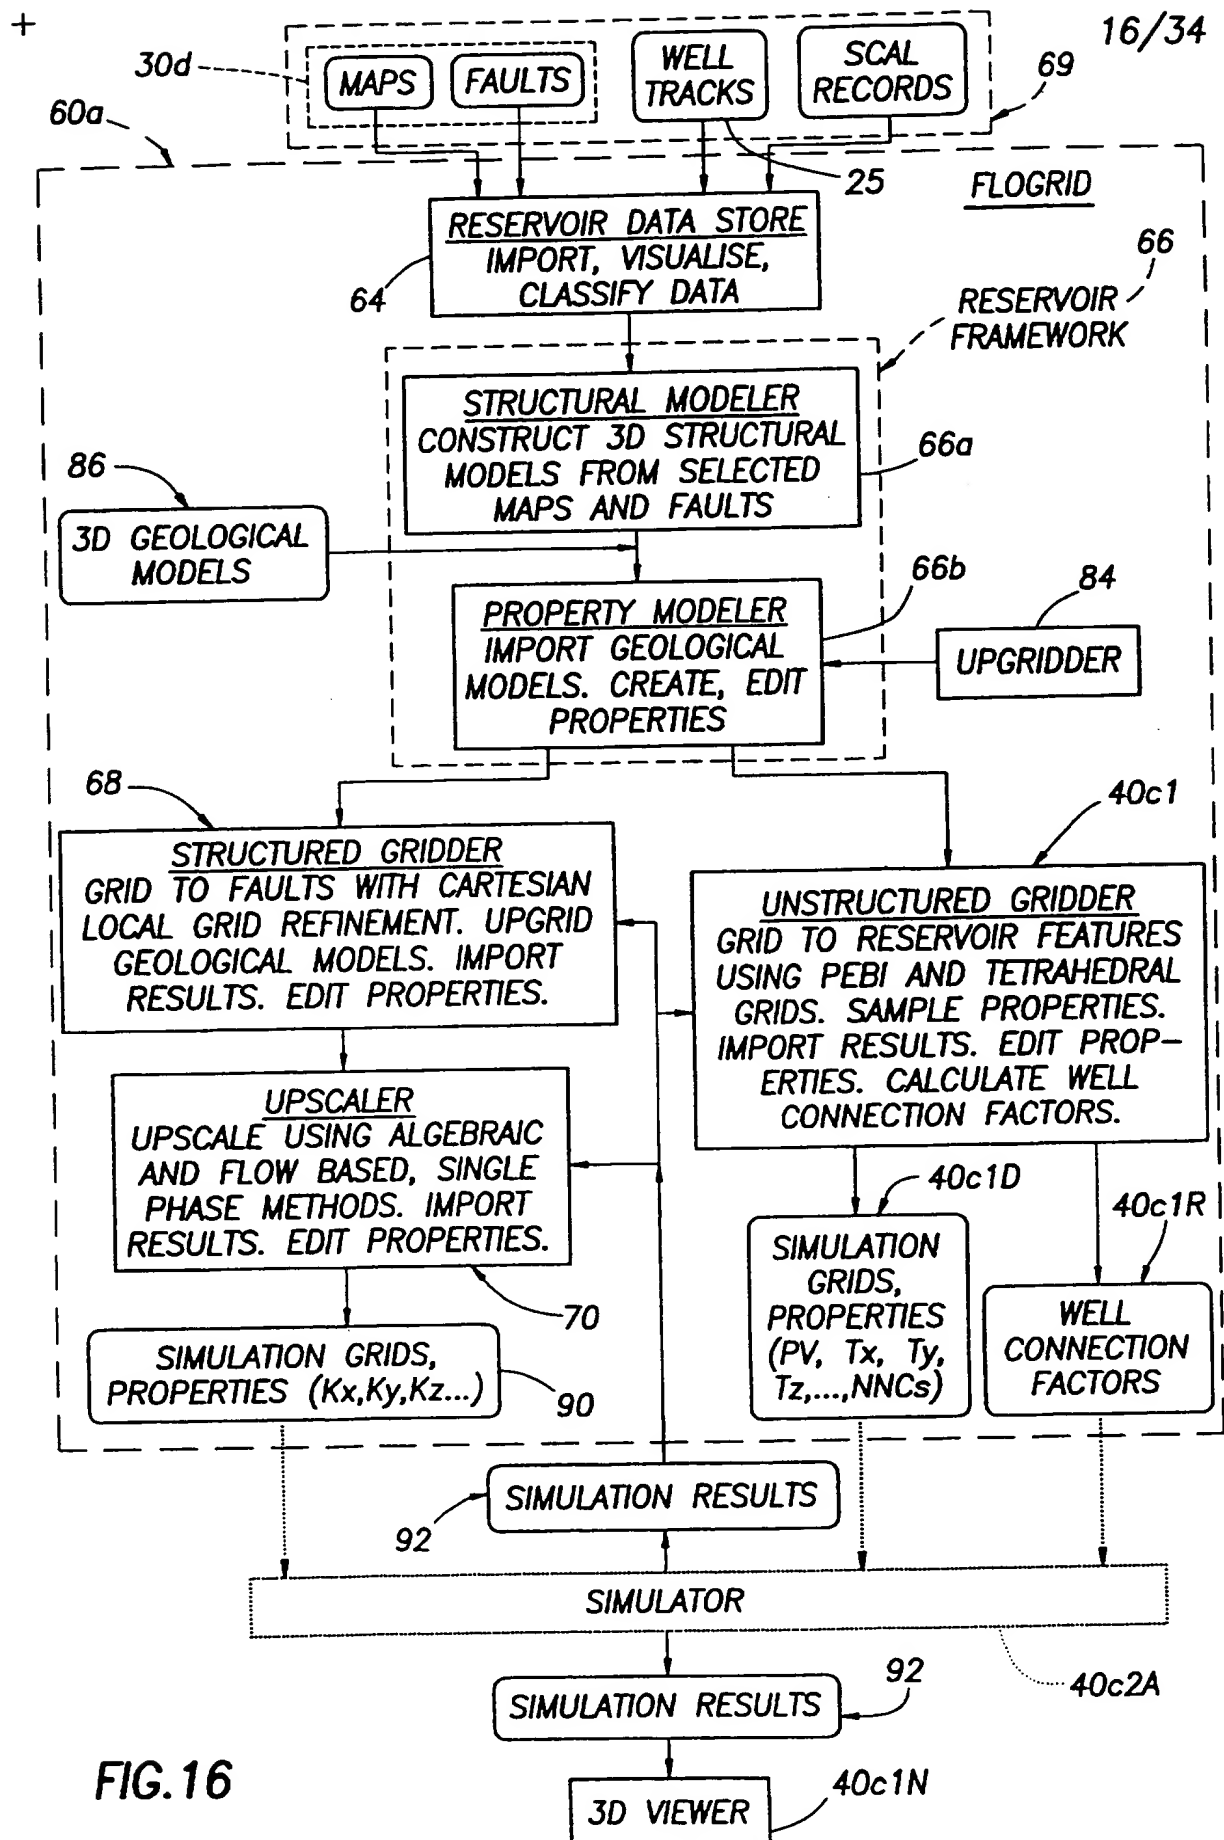 +
16/34
30d
MAPS
FAULTS
WELL
TRACKS
SCAL
RECORDS
69
60a
25
FLOGRID
RESERVOIR DATA STORE
IMPORT, VISUALISE,
CLASSIFY DATA
64
66
RESERVOIR
FRAMEWORK
STRUCTURAL MODELER
CONSTRUCT 3D STRUCTURAL
MODELS FROM SELECTED
MAPS AND FAULTS
66a
86
3D GEOLOGICAL
MODELS
66b
PROPERTY MODELER
IMPORT GEOLOGICAL
MODELS. CREATE, EDIT
PROPERTIES
84
UPGRIDDER
68
40c1
STRUCTURED GRIDDER
GRID TO FAULTS WITH CARTESIAN
LOCAL GRID REFINEMENT. UPGRID
GEOLOGICAL MODELS. IMPORT
RESULTS. EDIT PROPERTIES.
UNSTRUCTURED GRIDDER
GRID TO RESERVOIR FEATURES
USING PEBI AND TETRAHEDRAL
GRIDS. SAMPLE PROPERTIES.
IMPORT RESULTS. EDIT PROP-
ERTIES. CALCULATE WELL
CONNECTION FACTORS.
UPSCALER
UPSCALE USING ALGEBRAIC
AND FLOW BASED, SINGLE
PHASE METHODS. IMPORT
RESULTS. EDIT PROPERTIES.
70
40c1D
40c1R
SIMULATION
GRIDS,
PROPERTIES
(PV, Tx, Ty,
Tz,...,NNCs)
WELL
CONNECTION
FACTORS
SIMULATION GRIDS,
PROPERTIES (Kx,Ky,Kz...)
90
SIMULATION RESULTS
92
SIMULATOR
40c2A
SIMULATION RESULTS
92
3D VIEWER
40c1N
FIG.16